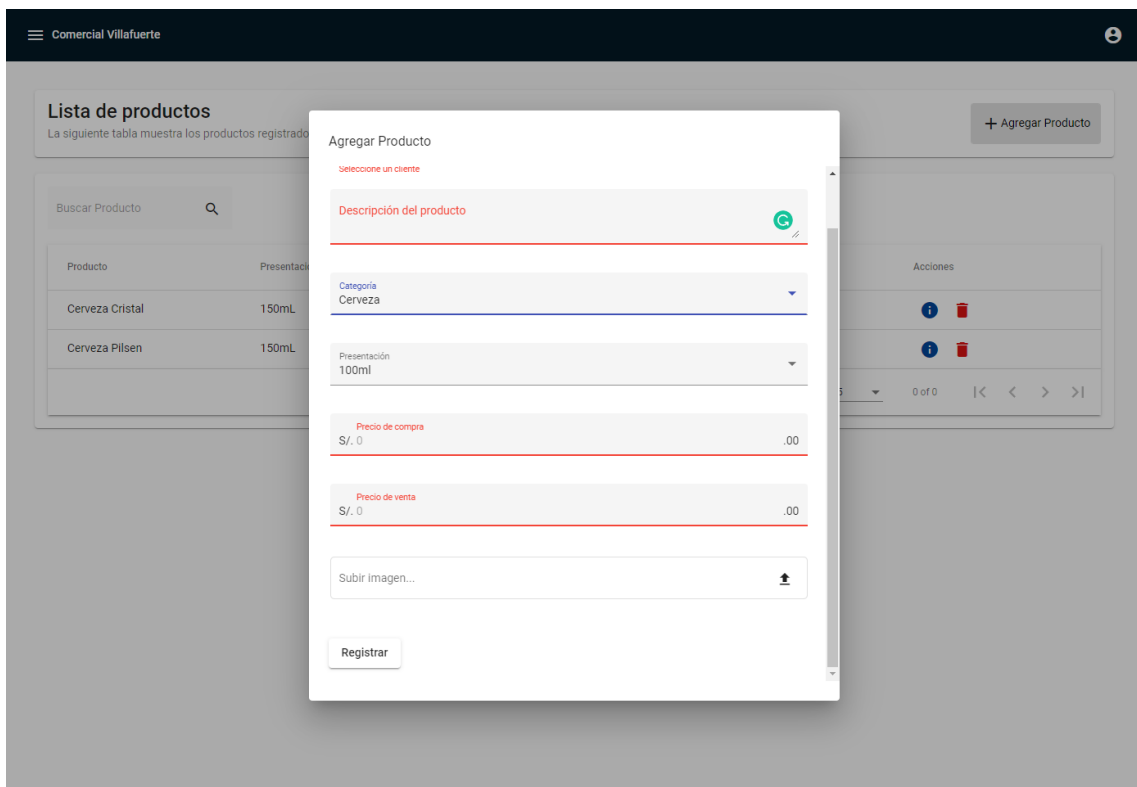 Comercial Villafuerte
Lista de productos
La siguiente tabla muestra los productos registrado
+ Agregar Producto
Buscar Producto
Producto
Presentaci
Acciones
Cerveza Cristal
150mL
Cerveza Pilsen
150mL
5
0 of 0
Agregar Producto
Seleccione un cliente
Descripción del producto
Categoría
Cerveza
Presentación
100ml
Precio de compra
S/. 0 .00
Precio de venta
S/. 0 .00
Subir imagen...
Registrar